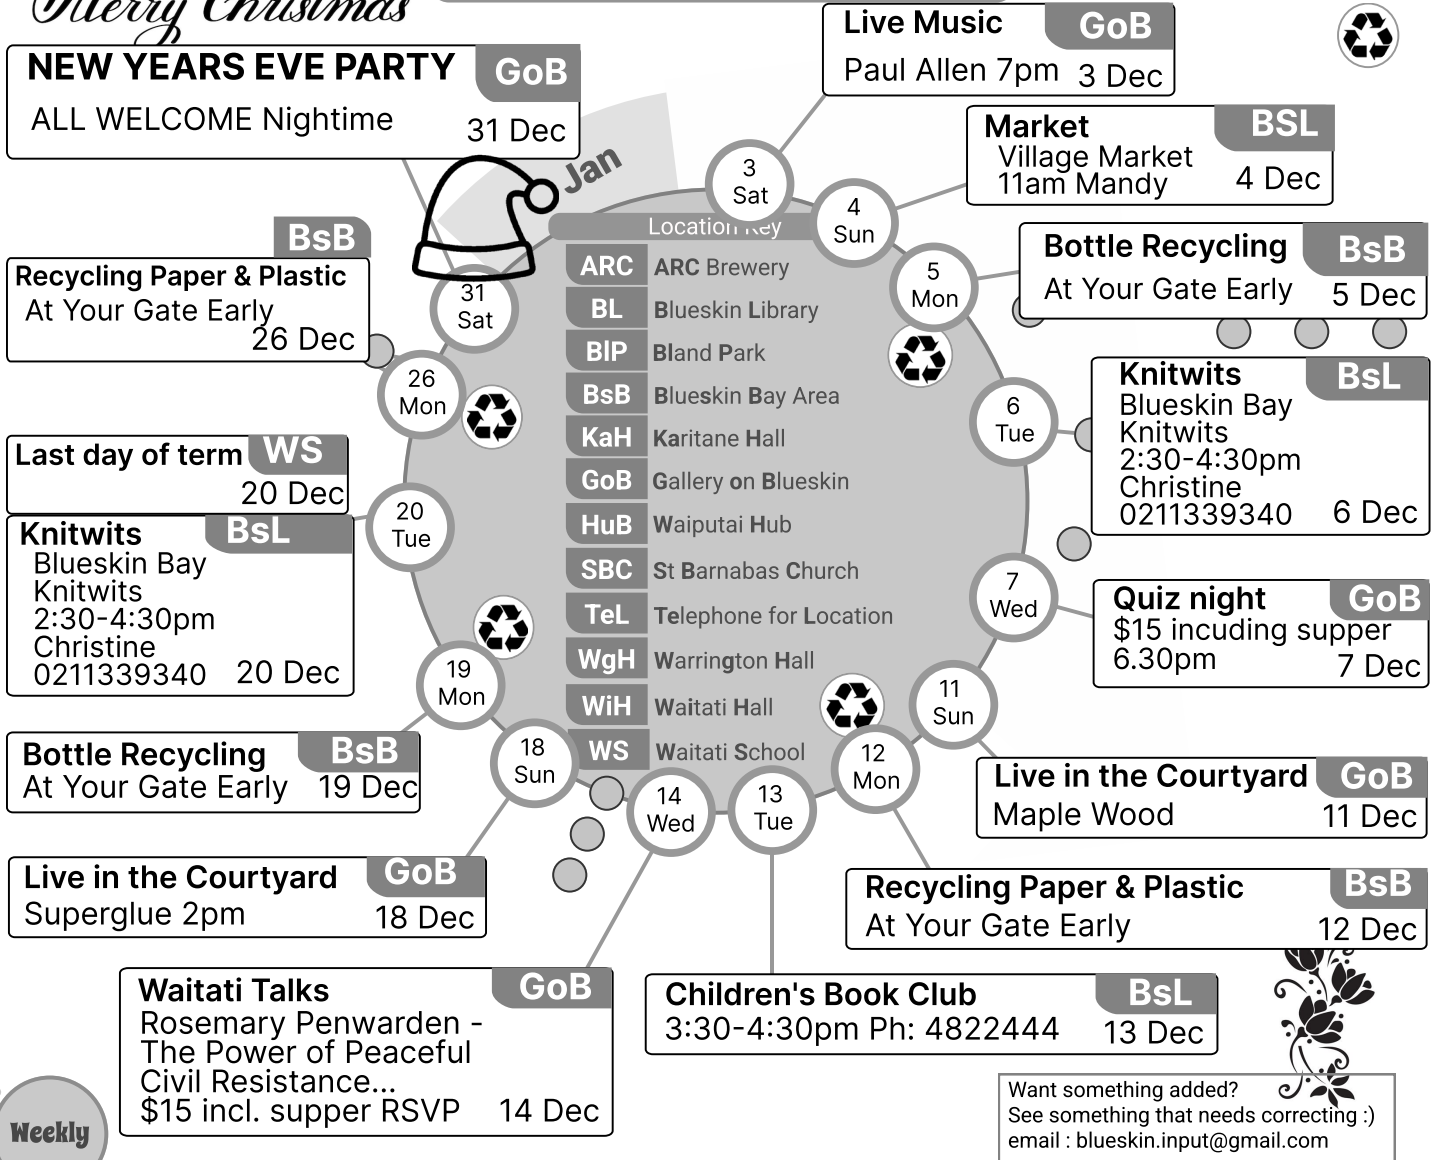 Merry Christmas
NEW YEARS EVE PARTY
GoB
ALL WELCOME Nightime
31 Dec
Live Music
GoB
Paul Allen 7pm
3 Dec
Market
BSL
Village Market
11am Mandy
4 Dec
Bottle Recycling
BsB
At Your Gate Early
5 Dec
Knitwits
BsL
Blueskin Bay
Knitwits
2:30-4:30pm
Christine
0211339340
6 Dec
Quiz night
GoB
$15 incuding supper
6.30pm
7 Dec
Live in the Courtyard
GoB
Maple Wood
11 Dec
Recycling Paper & Plastic
BsB
At Your Gate Early
12 Dec
Children's Book Club
BsL
3:30-4:30pm Ph: 4822444
13 Dec
Waitati Talks
GoB
Rosemary Penwarden -
The Power of Peaceful
Civil Resistance...
$15 incl. supper RSVP
14 Dec
Live in the Courtyard
GoB
Superglue 2pm
18 Dec
Bottle Recycling
BsB
At Your Gate Early
19 Dec
Knitwits
BsL
Blueskin Bay
Knitwits
2:30-4:30pm
Christine
0211339340
20 Dec
Last day of term
WS
20 Dec
BsB
Recycling Paper & Plastic
At Your Gate Early
26 Dec
Jan
3
Sat
4
Sun
5
Mon
6
Tue
7
Wed
11
Sun
12
Mon
13
Tue
14
Wed
18
Sun
19
Mon
20
Tue
26
Mon
31
Sat
Location Key
ARC ARC Brewery
BL Blueskin Library
BlP Bland Park
BsB Blueskin Bay Area
KaH Karitane Hall
GoB Gallery on Blueskin
HuB Waiputai Hub
SBC St Barnabas Church
TeL Telephone for Location
WgH Warrington Hall
WiH Waitati Hall
WS Waitati School
Weekly
Want something added?
See something that needs correcting :)
email : blueskin.input@gmail.com